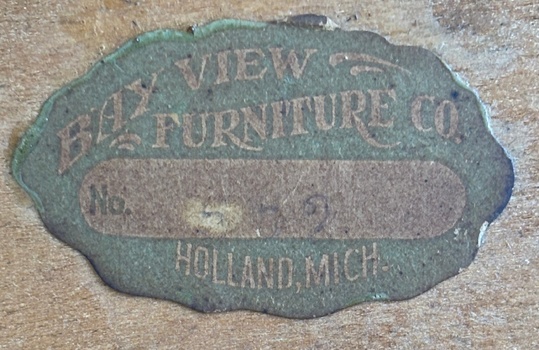 BAY VIEW
FURNITURE CO.
No.
HOLLAND, MICH.